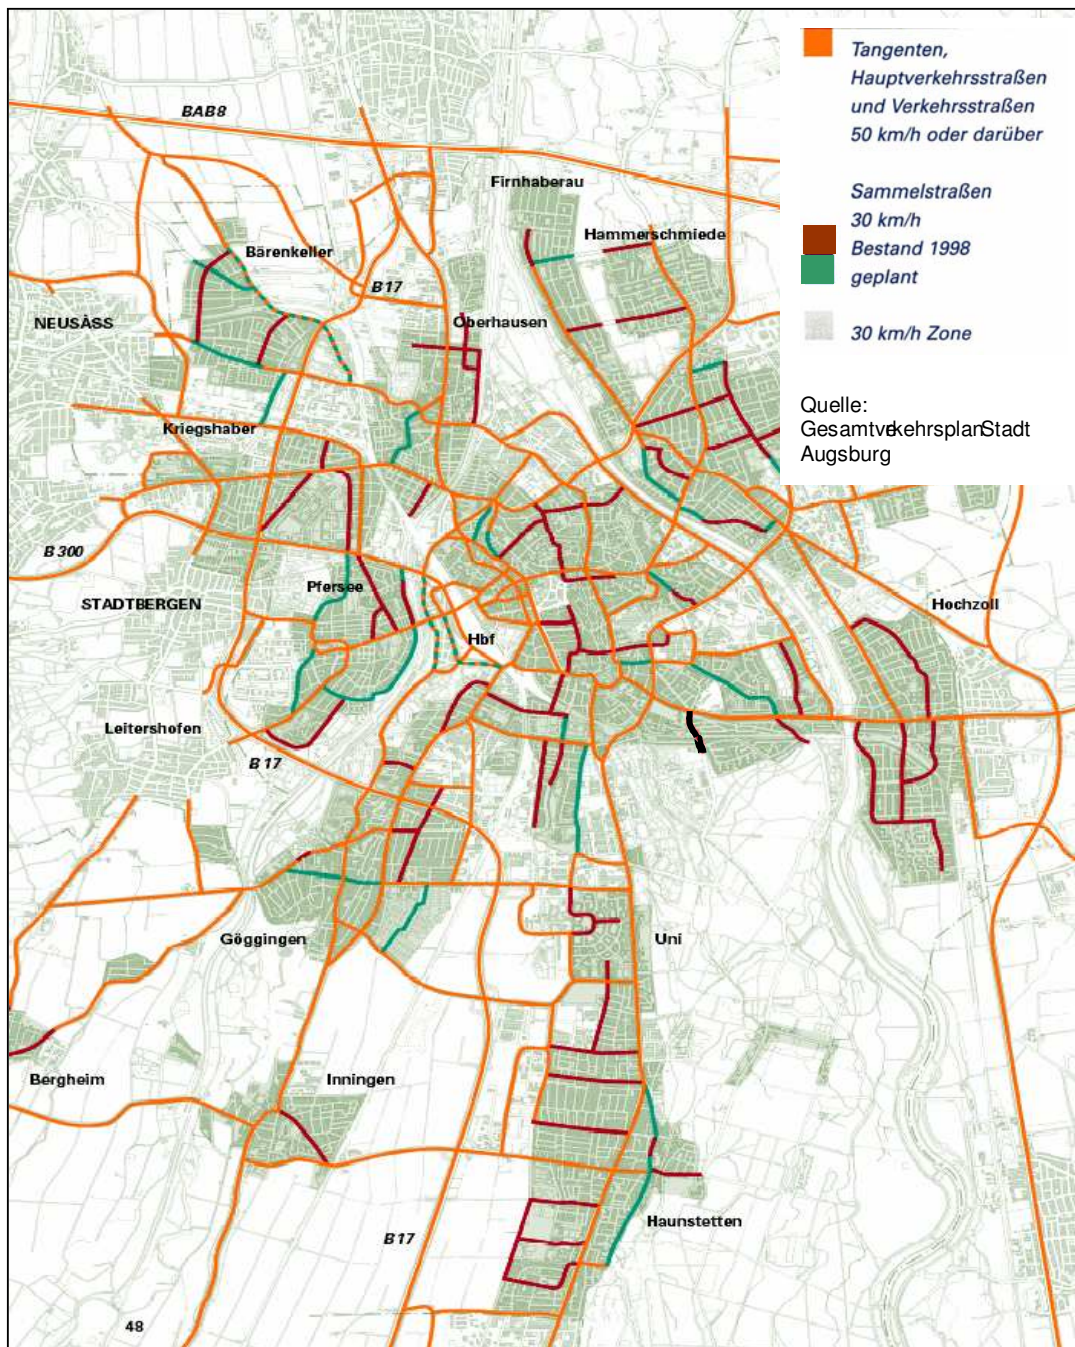 Tangenten,
Hauptverkehrsstraßen
und Verkehrsstraßen
50 km/h oder darüber
Sammelstraßen
30 km/h
Bestand 1998
geplant
30 km/h Zone
Quelle:
GesamtverkehrsplanStadt
Augsburg
BAB8
Firnhaberau
Hammerschmiede
Bärenkeller
B 17
NEUSÄSS
Oberhausen
Kriegshaber
B 300
Pfersee
STADTBERGEN
Hochzoll
Hbf
Leitershofen
B 17
Göggingen
Uni
Bergheim
Inningen
Haunstetten
B 17
48